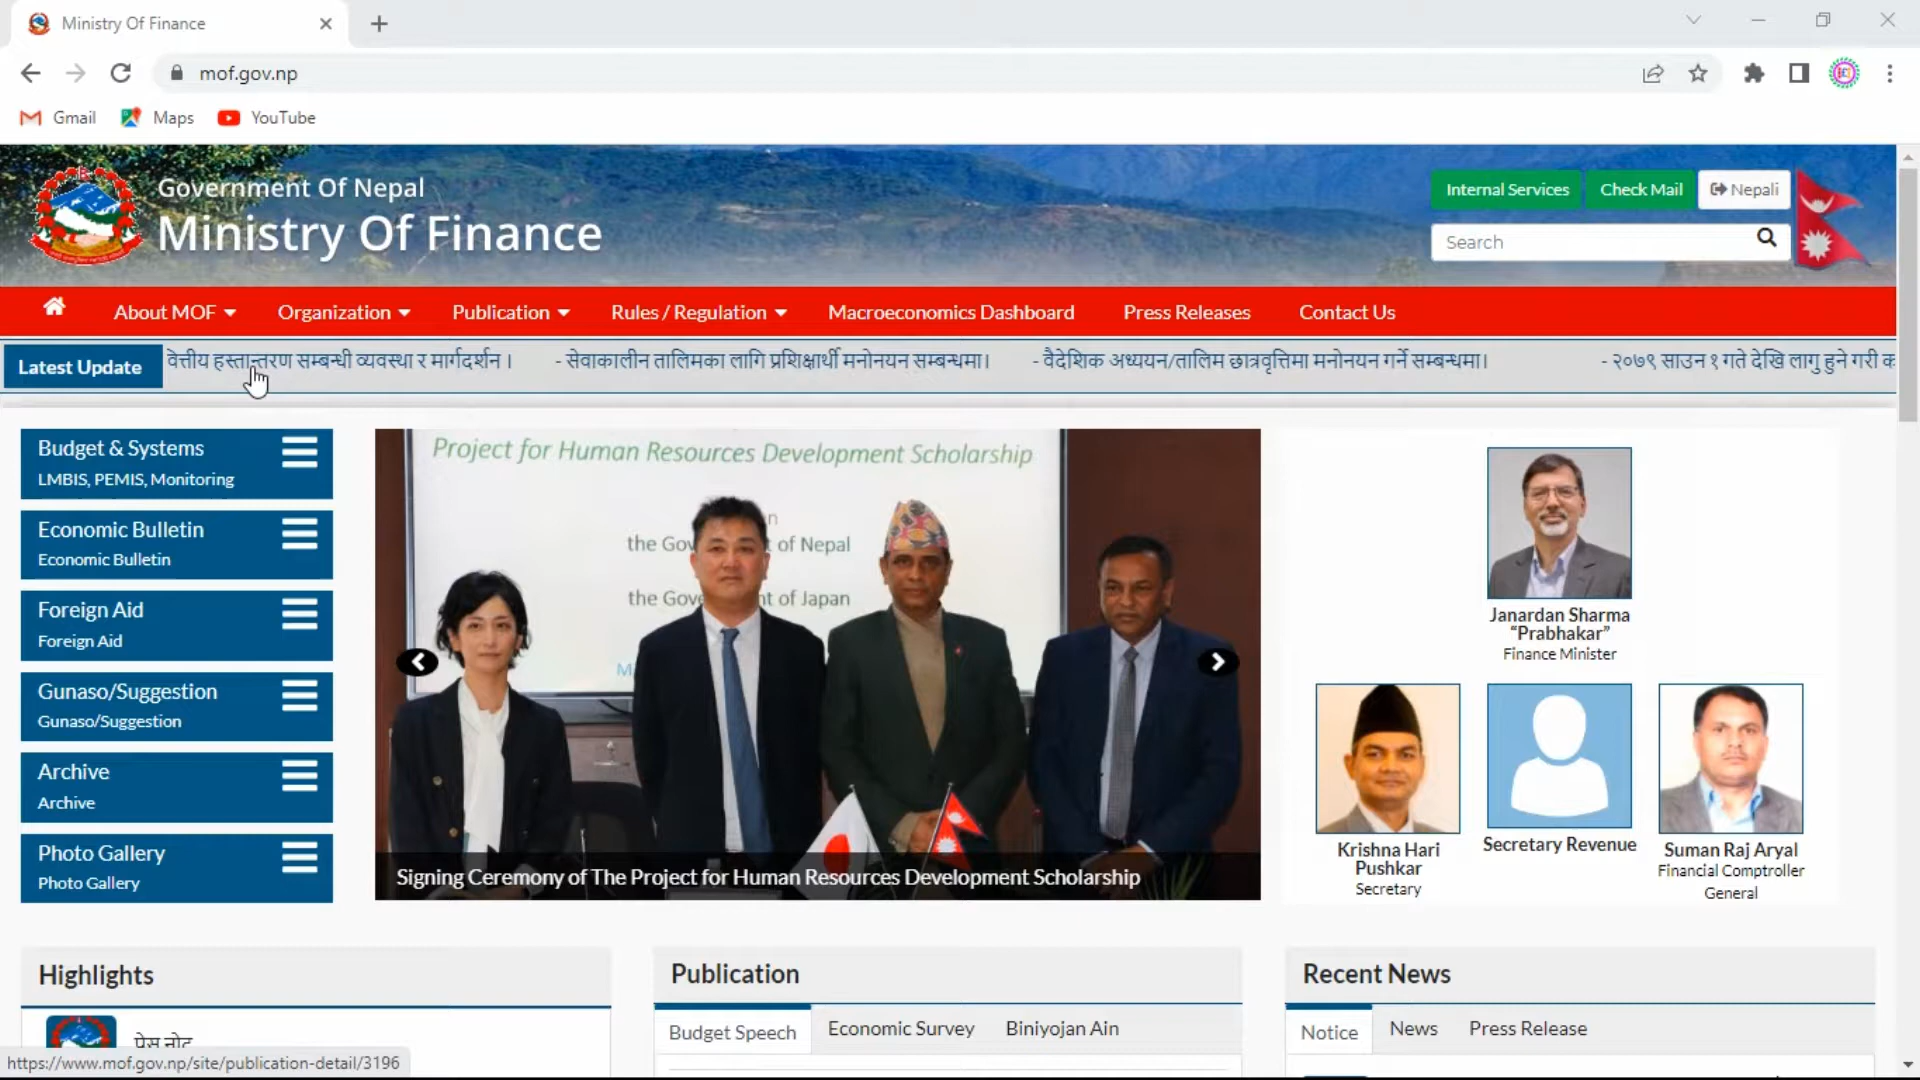 Ministry Of Finance
mof.gov.np
Gmail
Maps
YouTube
Government Of Nepal
Ministry Of Finance
Internal Services
Check Mail
Nepali
Search
About MOF
Organization
Publication
Rules / Regulation
Macroeconomics Dashboard
Press Releases
Contact Us
Latest Update
वित्तीय हस्तान्तरण सम्बन्धी व्यवस्था र मार्गदर्शन ।
- सेवाकालीन तालिमका लागि प्रशिक्षार्थी मनोनयन सम्बन्धमा।
- वैदेशिक अध्ययन/तालिम छात्रवृत्तिमा मनोनयन गर्ने सम्बन्धमा।
- २०७९ साउन १ गते देखि लागु हुने गरी
Budget & Systems
LMBIS, PEMIS, Monitoring
Economic Bulletin
Economic Bulletin
Foreign Aid
Foreign Aid
Gunaso/Suggestion
Gunaso/Suggestion
Archive
Archive
Photo Gallery
Photo Gallery
Project for Human Resources Development Scholarship
the Gov t of Nepal
the Gove t of Japan
Signing Ceremony of The Project for Human Resources Development Scholarship
Janardan Sharma
“Prabhakar”
Finance Minister
Krishna Hari
Pushkar
Secretary
Secretary Revenue
Suman Raj Aryal
Financial Comptroller
General
Highlights
प्रेस नोट
Publication
Budget Speech
Economic Survey
Biniyojan Ain
Recent News
Notice
News
Press Release
https://www.mof.gov.np/site/publication-detail/3196